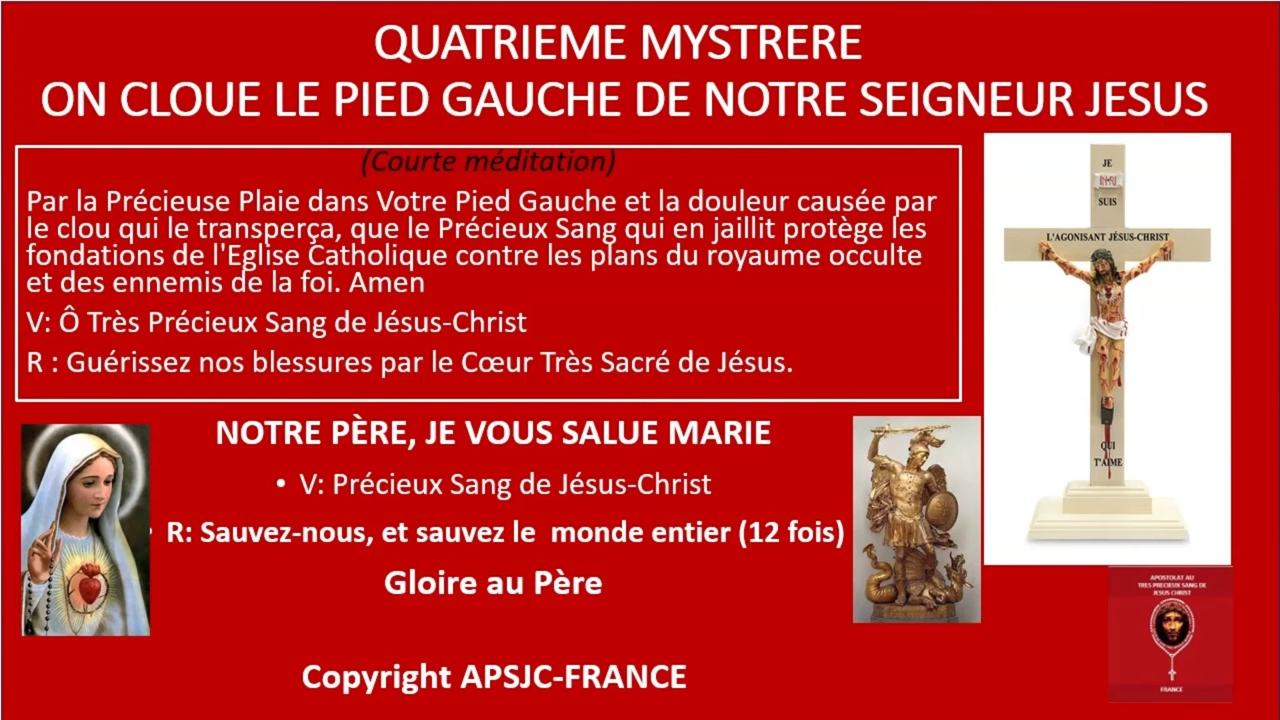 QUATRIEME MYSTRERE
ON CLOUE LE PIED GAUCHE DE NOTRE SEIGNEUR JESUS
(Courte méditation)
Par la Précieuse Plaie dans Votre Pied Gauche et la douleur causée par
le clou qui le transperça, que le Précieux Sang qui en jaillit protège les
fondations de l'Eglise Catholique contre les plans du royaume occulte
et des ennemis de la foi. Amen
V: Ô Très Précieux Sang de Jésus-Christ
R : Guérissez nos blessures par le Cœur Très Sacré de Jésus.
NOTRE PÈRE, JE VOUS SALUE MARIE
• V: Précieux Sang de Jésus-Christ
• R: Sauvez-nous, et sauvez le monde entier (12 fois)
Gloire au Père
Copyright APSJC-FRANCE
JE
INRI
SUIS
L'AGONISANT JÉSUS-CHRIST
QUI
T'AIME
APOSTOLAT AU
TRES PRECIEUX SANG DE
JESUS CHRIST
FRANCE